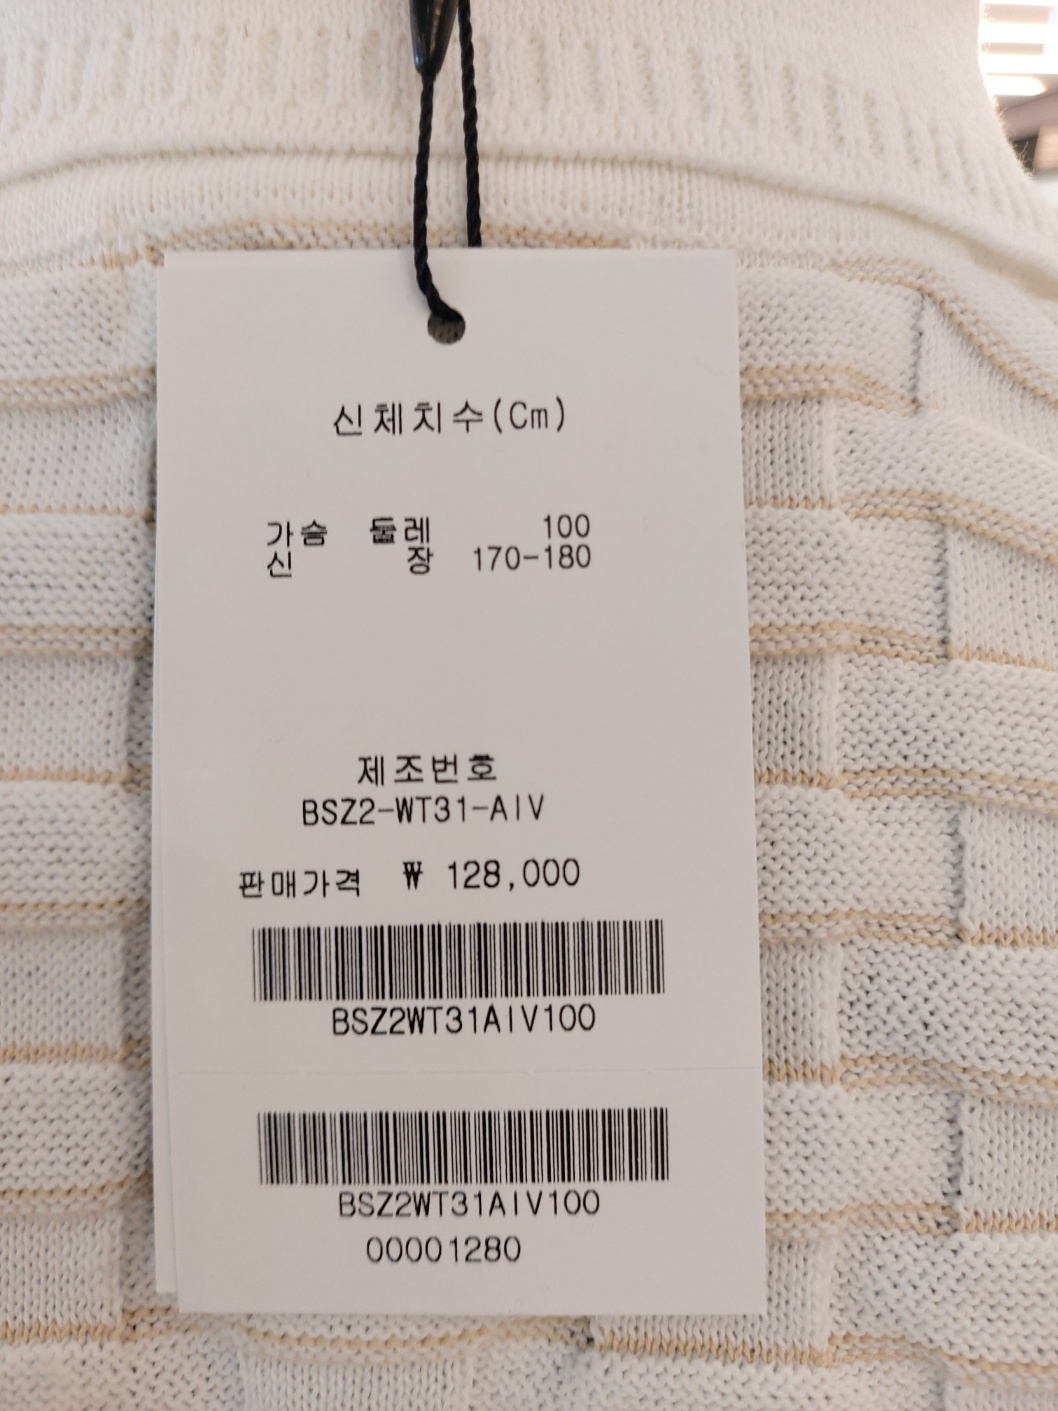 신체치수(Cm)
가슴 둘레 100
신 장 170-180
제조번호
BSZ2-WT31-AIV
판매가격 ₩ 128,000
BSZ2WT31AIV100
BSZ2WT31AIV100
00001280